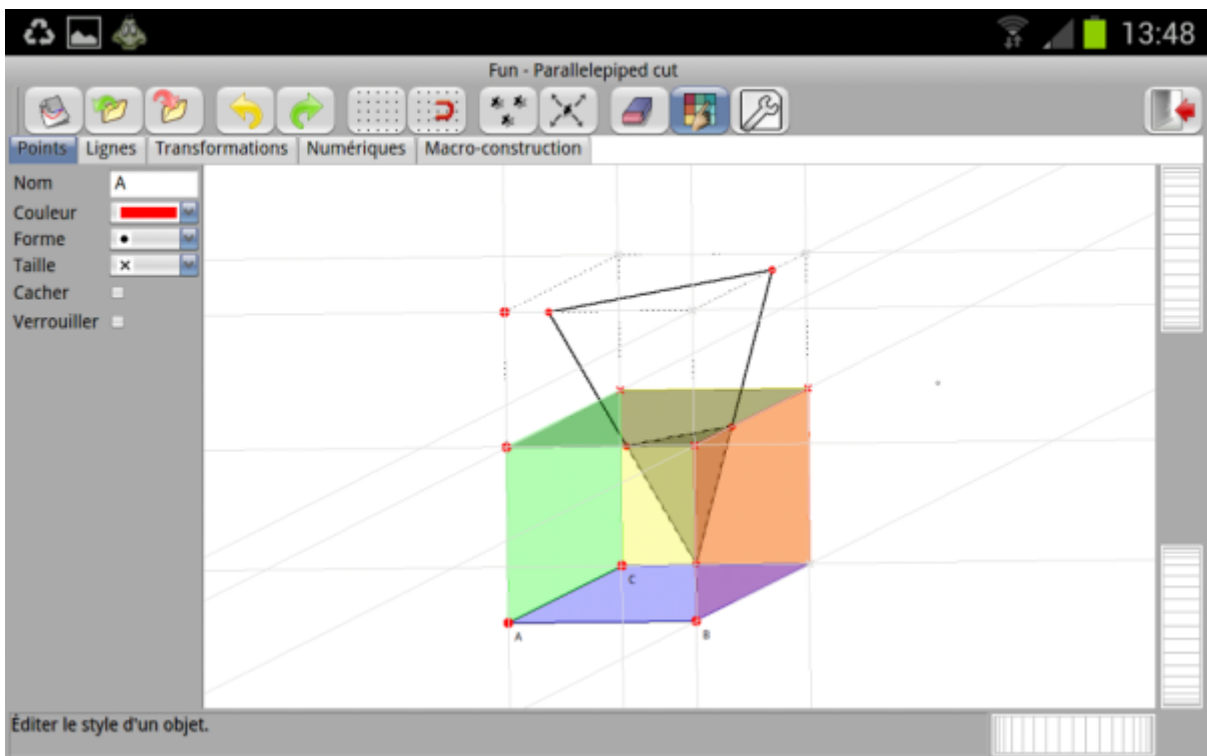 13:48
Fun - Parallelepiped cut
Points Lignes Transformations Numériques Macro-construction
Nom A
Couleur
Forme
Taille
Cacher
Verrouiller
C
A
B
Éditer le style d'un objet.